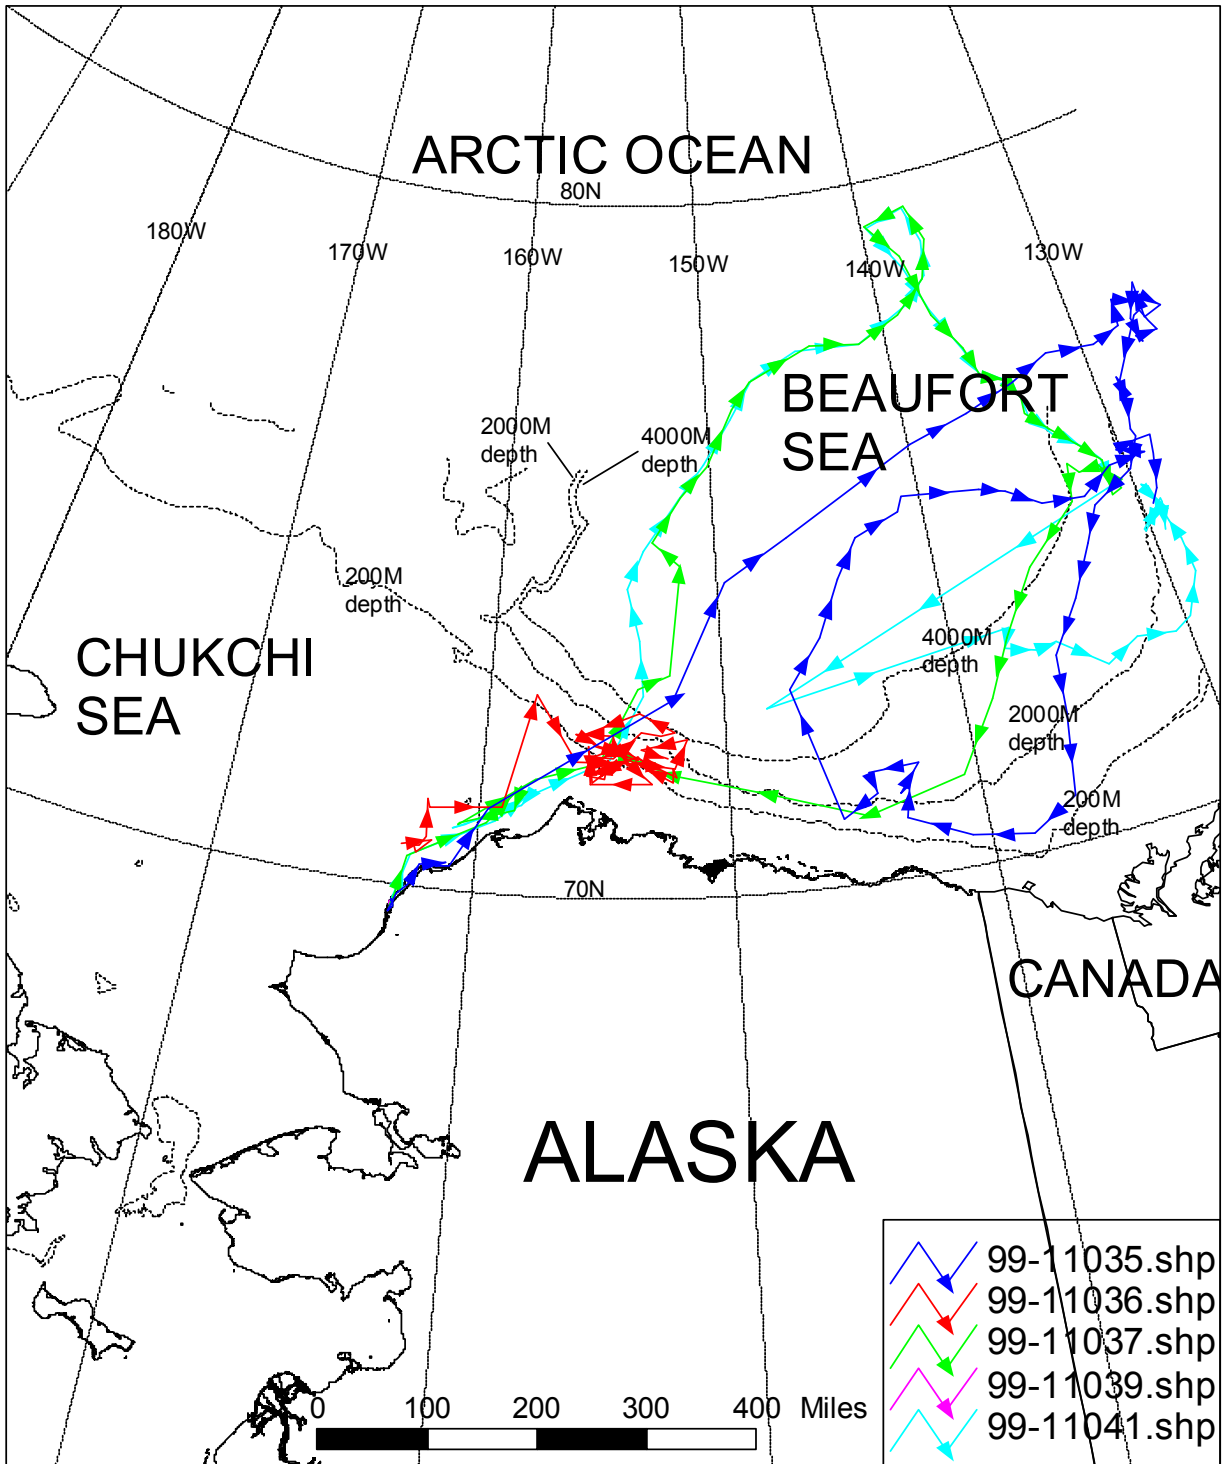 ARCTIC OCEAN
80N
180W
170W
160W
150W
140W
130W
BEAUFORT
SEA
2000M
depth
4000M
depth
200M
depth
CHUKCHI
SEA
4000M
depth
2000M
depth
200M
depth
70N
CANADA
ALASKA
99-11035.shp
99-11036.shp
99-11037.shp
99-11039.shp
99-11041.shp
0 100 200 300 400 Miles